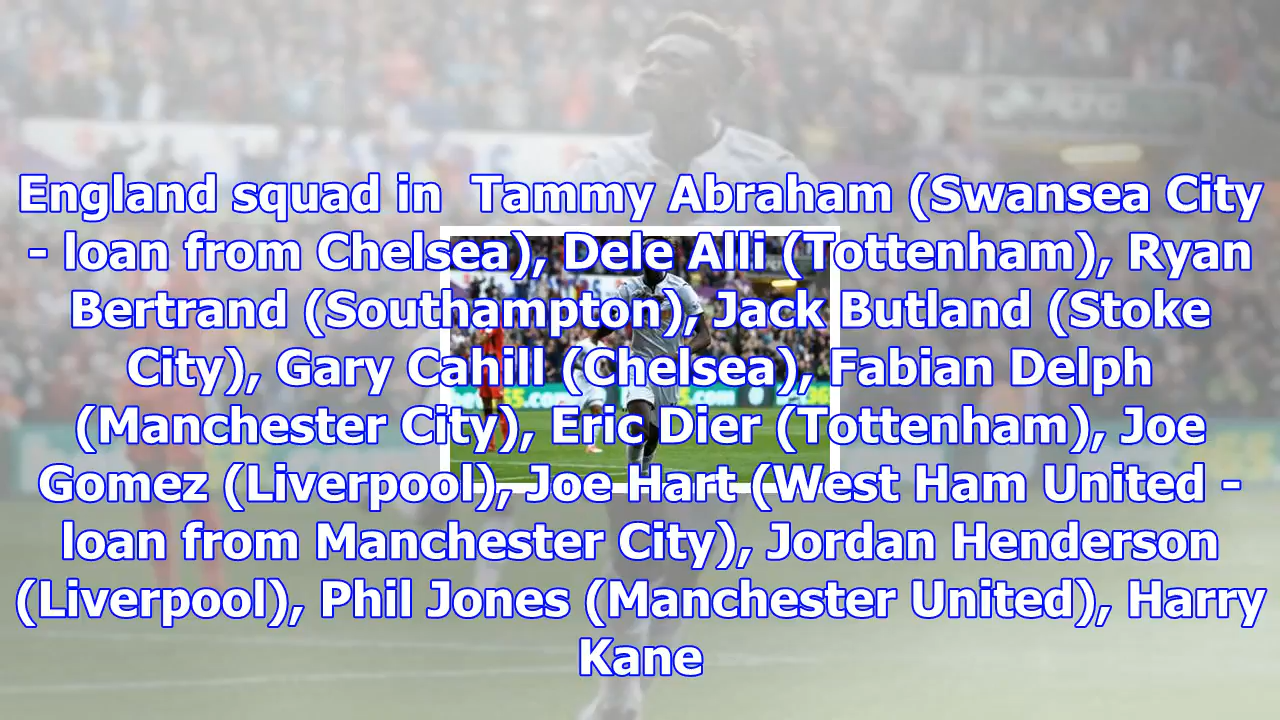 England squad in  Tammy Abraham (Swansea City
- loan from Chelsea), Dele Alli (Tottenham), Ryan
Bertrand (Southampton), Jack Butland (Stoke
City), Gary Cahill (Chelsea), Fabian Delph
(Manchester City), Eric Dier (Tottenham), Joe
Gomez (Liverpool), Joe Hart (West Ham United -
loan from Manchester City), Jordan Henderson
(Liverpool), Phil Jones (Manchester United), Harry
Kane